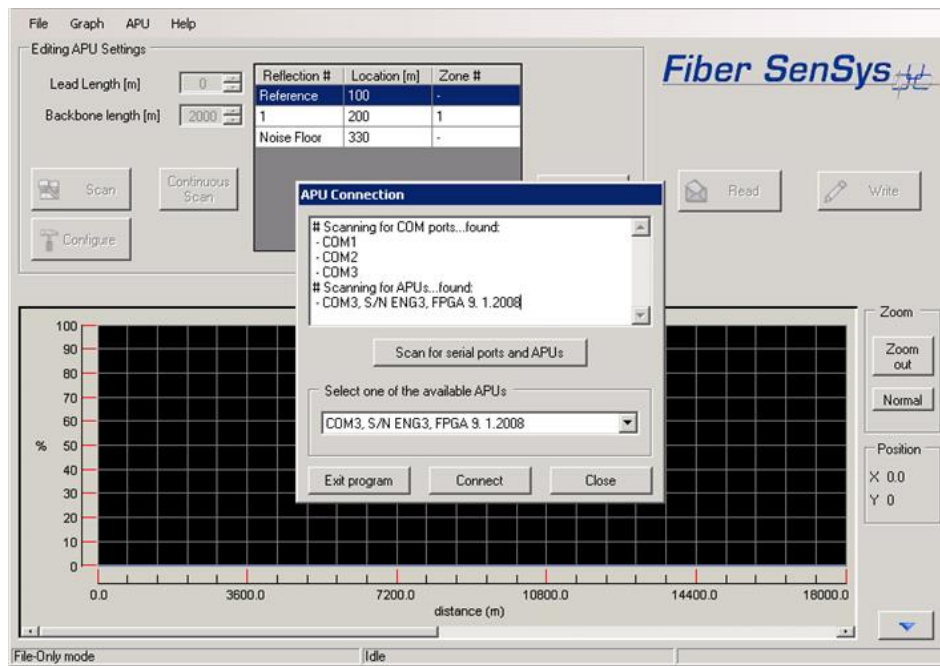 File Graph APU Help
Editing APU Settings
Lead Length [m] 0
Backbone length [m] 2000
Reflection # Location [m] Zone #
Reference 100 -
1 200 1
Noise Floor 330 -
Fiber SenSys
Scan
Continuous
Scan
Configure
Read
Write
APU Connection
# Scanning for COM ports...found:
- COM1
- COM2
- COM3
# Scanning for APUs...found:
- COM3, S/N ENG3, FPGA 9. 1.2008
Scan for serial ports and APUs
Select one of the available APUs
COM3, S/N ENG3, FPGA 9. 1.2008
Exit program Connect Close
%
100
90
80
70
60
50
40
30
20
10
0
0.0 3600.0 7200.0 10800.0 14400.0 18000.0
distance (m)
Zoom
Zoom
out
Normal
Position
X 0.0
Y 0
File-Only mode Idle